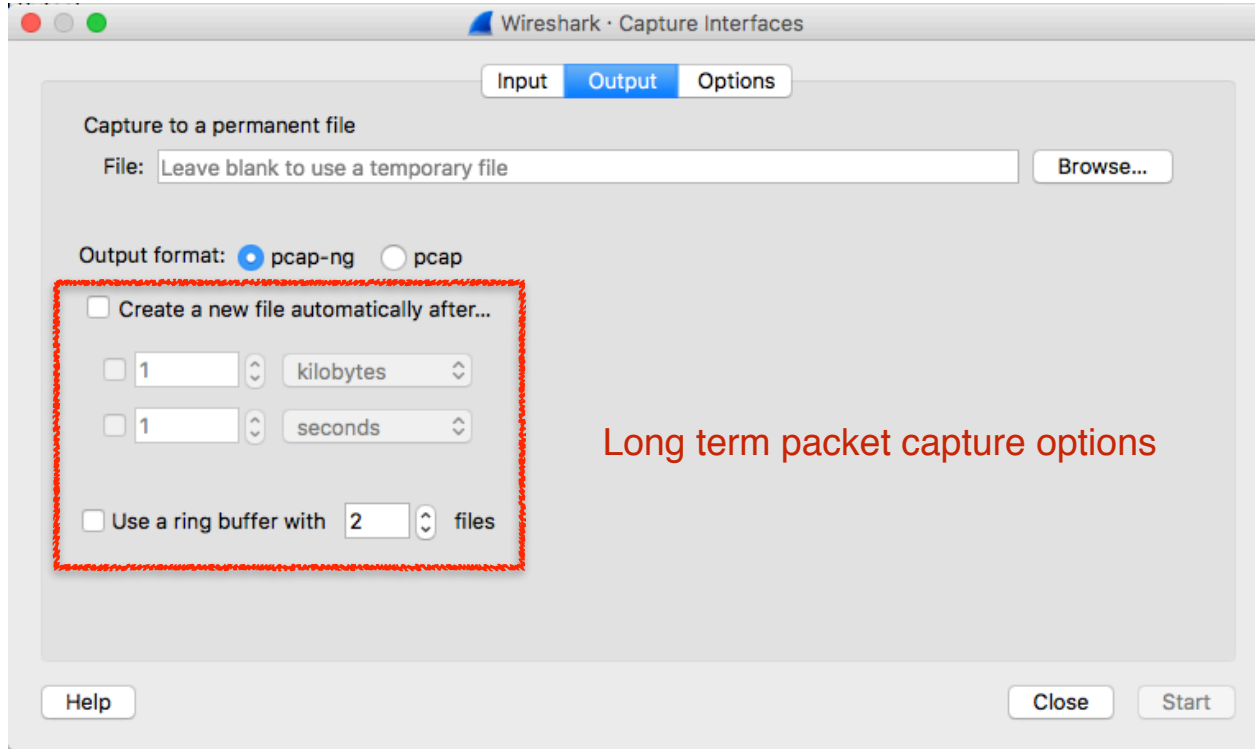 Wireshark · Capture Interfaces
Input Output Options
Capture to a permanent file
File: Leave blank to use a temporary file Browse...
Output format: pcap-ng pcap
Create a new file automatically after...
1 kilobytes
1 seconds
Long term packet capture options
Use a ring buffer with 2 files
Help Close Start